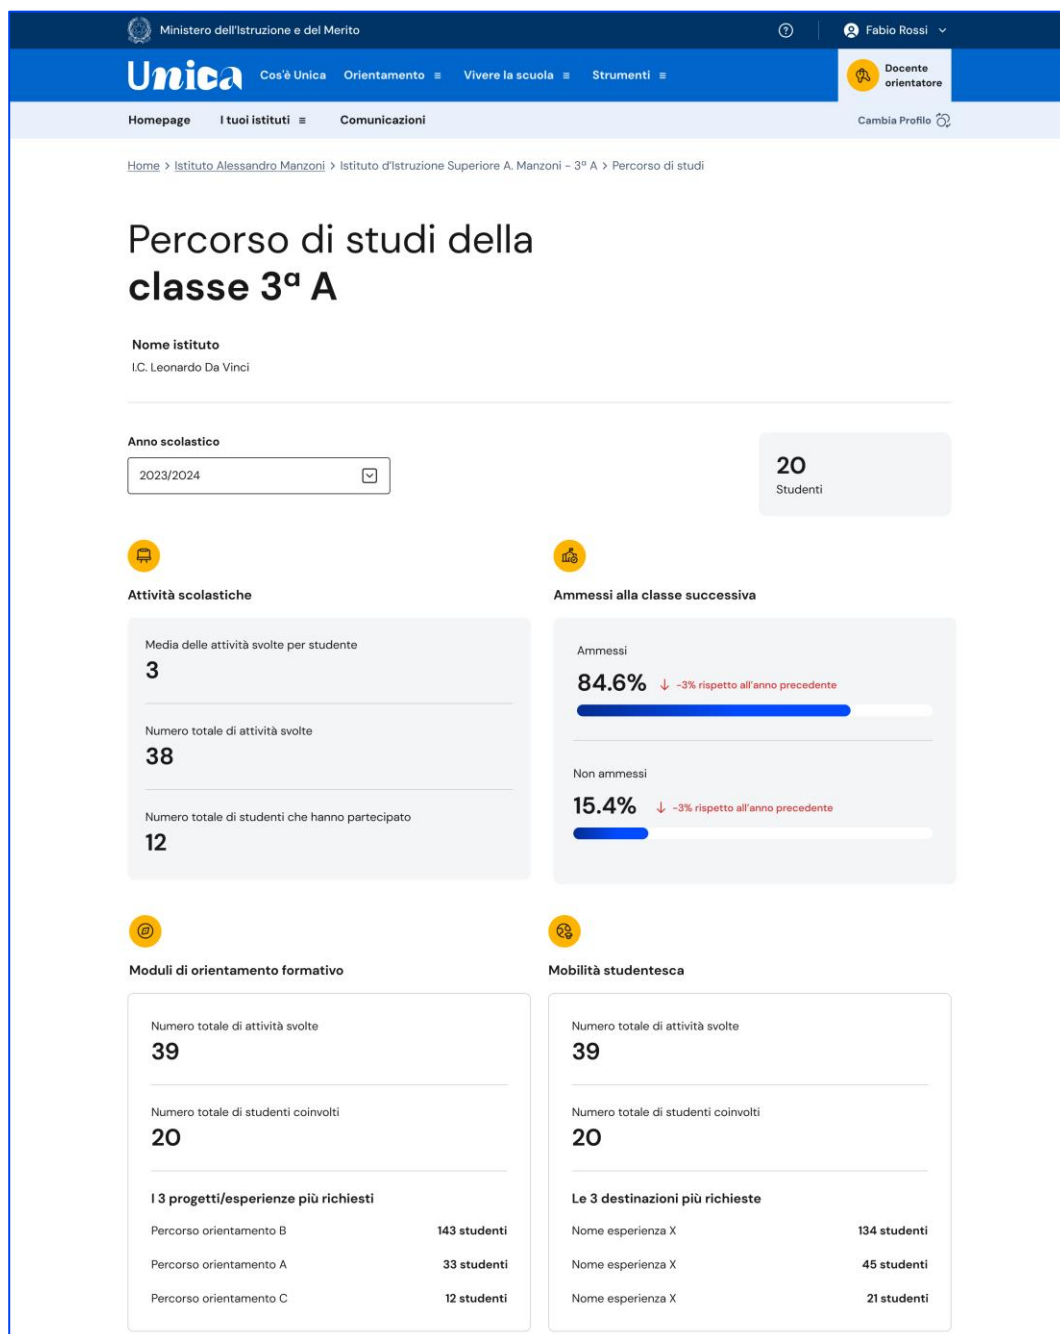 Ministero dell'Istruzione e del Merito
Fabio Rossi
Unica
Cos'è Unica
Orientamento
Vivere la scuola
Strumenti
Docente
orientatore
Homepage
I tuoi istituti
Comunicazioni
Cambia Profilo
Home > Istituto Alessandro Manzoni > Istituto d'Istruzione Superiore A. Manzoni - 3ª A > Percorso di studi
Percorso di studi della
classe 3ª A
Nome istituto
I.C. Leonardo Da Vinci
Anno scolastico
2023/2024
20
Studenti
Attività scolastiche
Media delle attività svolte per studente
3
Numero totale di attività svolte
38
Numero totale di studenti che hanno partecipato
12
Ammessi alla classe successiva
Ammessi
84.6% ↓ -3% rispetto all'anno precedente
Non ammessi
15.4% ↓ -3% rispetto all'anno precedente
Moduli di orientamento formativo
Numero totale di attività svolte
39
Numero totale di studenti coinvolti
20
I 3 progetti/esperienze più richiesti
Percorso orientamento B 143 studenti
Percorso orientamento A 33 studenti
Percorso orientamento C 12 studenti
Mobilità studentesca
Numero totale di attività svolte
39
Numero totale di studenti coinvolti
20
Le 3 destinazioni più richieste
Nome esperienza X 134 studenti
Nome esperienza X 45 studenti
Nome esperienza X 21 studenti